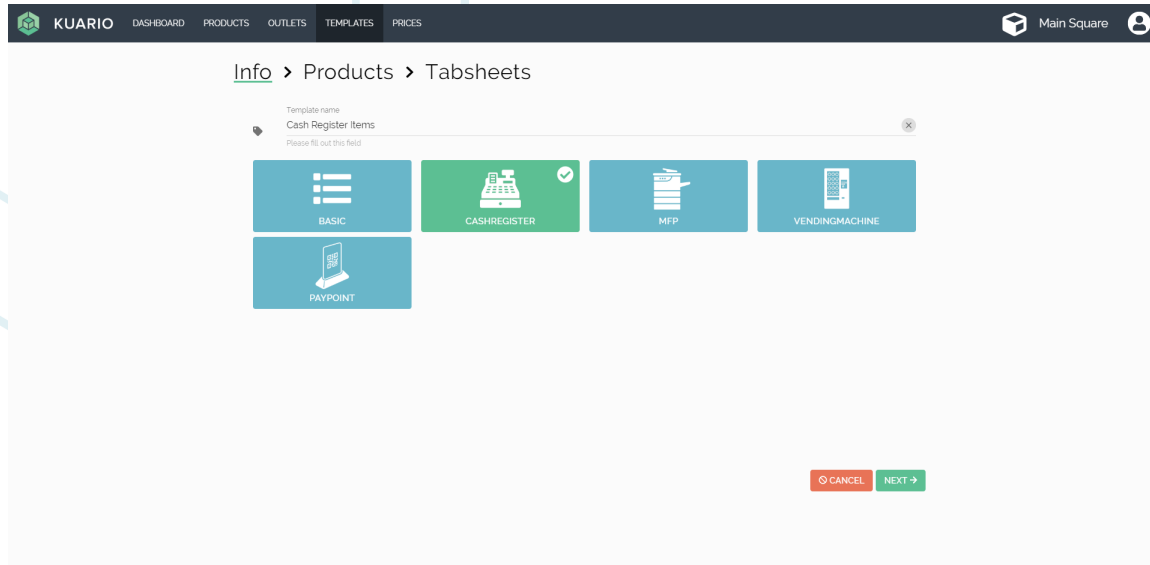 KUARIO DASHBOARD PRODUCTS OUTLETS TEMPLATES PRICES Main Square
Info > Products > Tabsheets
Template name
Cash Register Items
Please fill out this field
BASIC CASHREGISTER MFP VENDINGMACHINE
PAYPOINT
CANCEL NEXT →